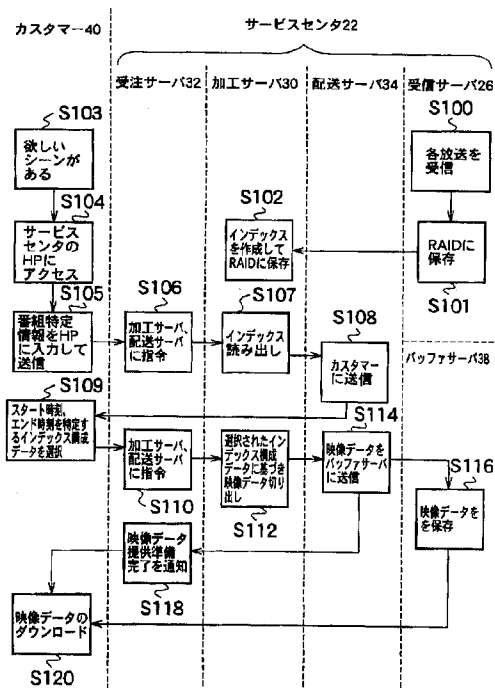 サービスセンタ22
カスタマー40
受注サーバ32
加工サーバ30
配送サーバ34
受信サーバ26
S103
欲しい
シーンが
ある
S100
各放送を
受信
S104
サービス
センタの
HPに
アクセス
S102
インデックス
を作成して
RAIDに保存
RAIDに
保存
S101
S105
番組特定
情報をHP
に入力して
送信
S106
加工サーバ、
配送サーバ
に指令
S107
インデックス
読み出し
S108
カスタマー
に送信
バッファサーバ38
S109
スタート時刻、
エンド時刻を特定す
るインデックス構成
データを選択
加工サーバ、
配送サーバ
に指令
S110
選択されたイン
デックス構成
データに基づき
映像データ切り
出し
S112
S114
映像データを
バッファサーバ
に送信
S116
映像データを
を保存
映像データ
提供準備
完了を通知
S118
映像データの
ダウンロード
S120